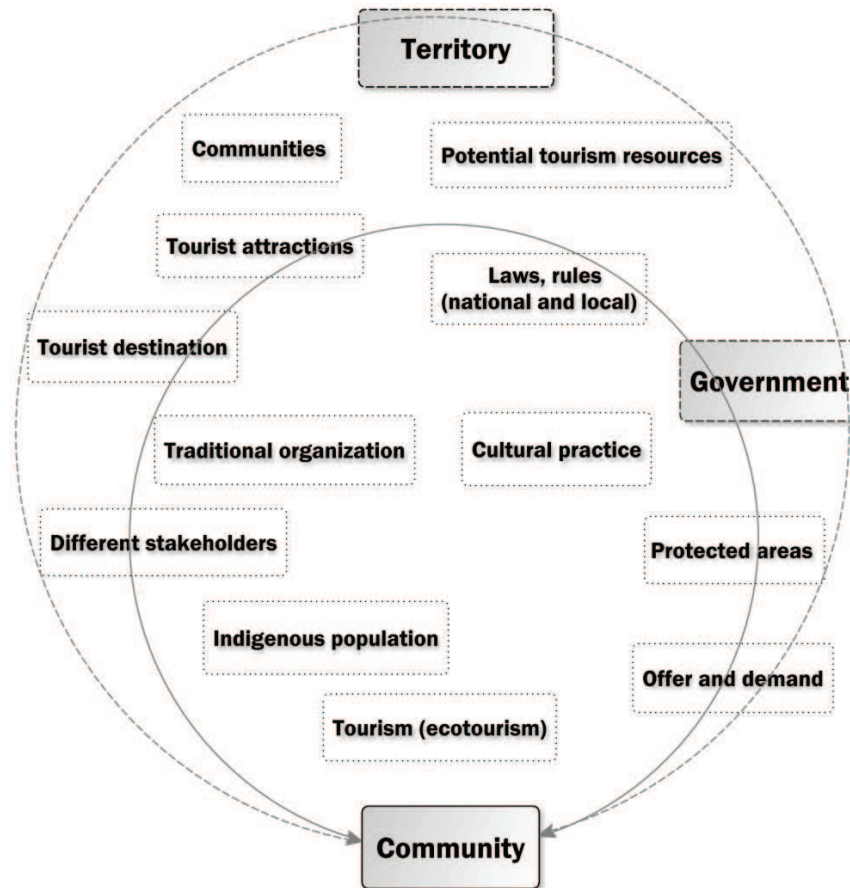 Territory
Communities
Potential tourism resources
Tourist attractions
Laws, rules
(national and local)
Tourist destination
Government
Traditional organization
Cultural practice
Different stakeholders
Protected areas
Indigenous population
Offer and demand
Tourism (ecotourism)
Community